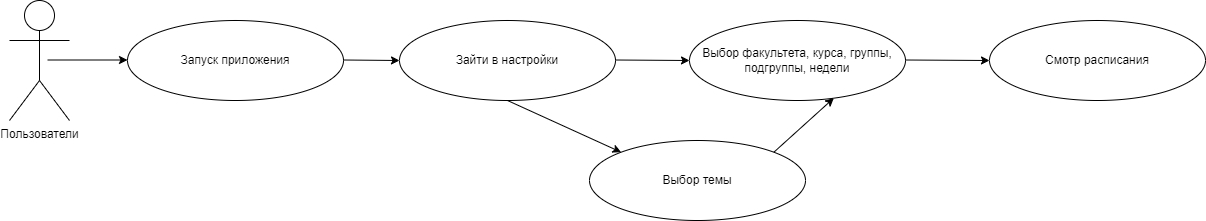 Пользователи
Запуск приложения
Зайти в настройки
Выбор факультета, курса, группы,
подгруппы, недели
Смотр расписания
Выбор темы